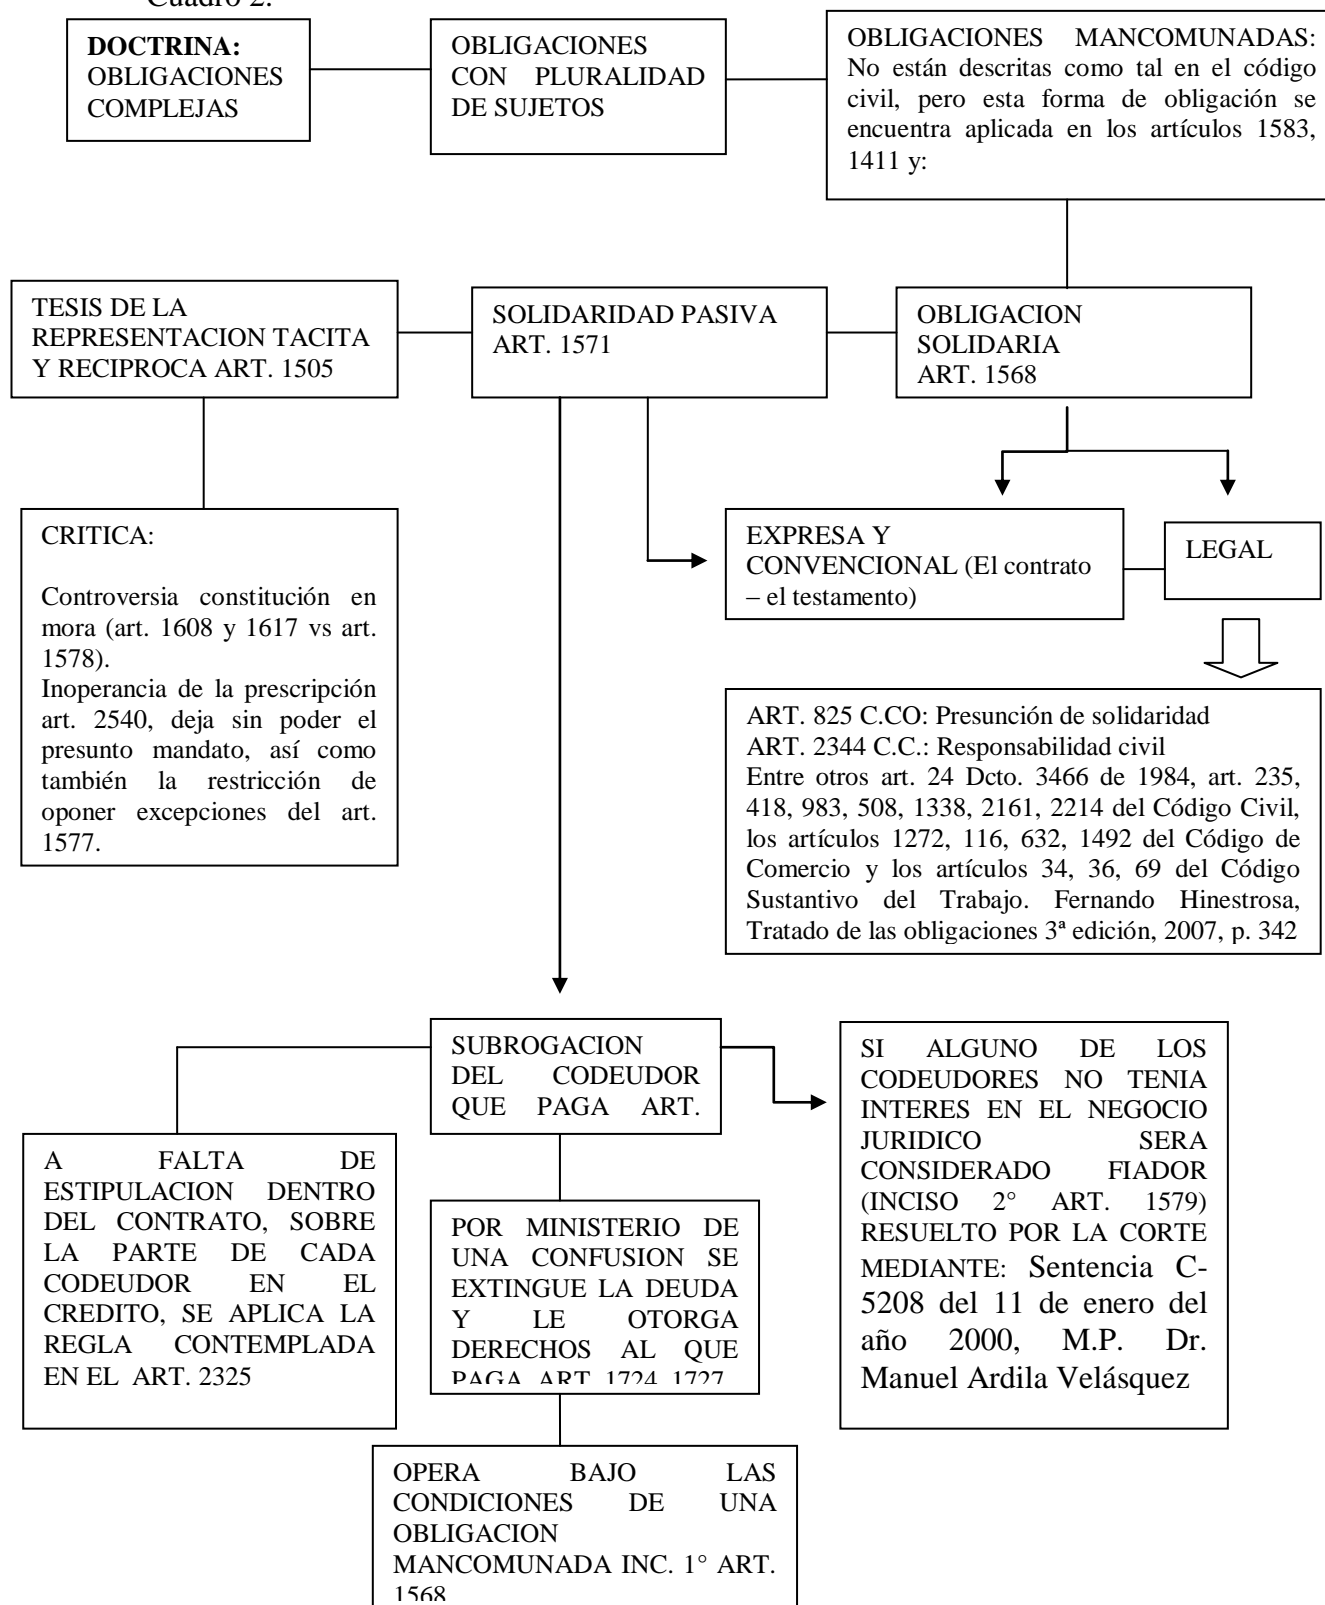 Cuadro 2.
DOCTRINA:
OBLIGACIONES
COMPLEJAS
OBLIGACIONES
CON PLURALIDAD
DE SUJETOS
OBLIGACIONES MANCOMUNADAS:
No están descritas como tal en el código
civil, pero esta forma de obligación se
encuentra aplicada en los artículos 1583,
1411 y:
TESIS DE LA
REPRESENTACION TACITA
Y RECIPROCA ART. 1505
SOLIDARIDAD PASIVA
ART. 1571
OBLIGACION
SOLIDARIA
ART. 1568
CRITICA:
Controversia constitución en
mora (art. 1608 y 1617 vs art.
1578).
Inoperancia de la prescripción
art. 2540, deja sin poder el
presunto mandato, así como
también la restricción de
oponer excepciones del art.
1577.
EXPRESA Y
CONVENCIONAL (El contrato
– el testamento)
LEGAL
ART. 825 C.CO: Presunción de solidaridad
ART. 2344 C.C.: Responsabilidad civil
Entre otros art. 24 Dcto. 3466 de 1984, art. 235,
418, 983, 508, 1338, 2161, 2214 del Código Civil,
los artículos 1272, 116, 632, 1492 del Código de
Comercio y los artículos 34, 36, 69 del Código
Sustantivo del Trabajo. Fernando Hinestrosa,
Tratado de las obligaciones 3ª edición, 2007, p. 342
SUBROGACION
DEL CODEUDOR
QUE PAGA ART.
SI ALGUNO DE LOS
CODEUDORES NO TENIA
INTERES EN EL NEGOCIO
JURIDICO SERA
CONSIDERADO FIADOR
(INCISO 2° ART. 1579)
RESUELTO POR LA CORTE
MEDIANTE: Sentencia C-
5208 del 11 de enero del
año 2000, M.P. Dr.
Manuel Ardila Velásquez
A FALTA DE
ESTIPULACION DENTRO
DEL CONTRATO, SOBRE
LA PARTE DE CADA
CODEUDOR EN EL
CREDITO, SE APLICA LA
REGLA CONTEMPLADA
EN EL ART. 2325
POR MINISTERIO DE
UNA CONFUSION SE
EXTINGUE LA DEUDA
Y LE OTORGA
DERECHOS AL QUE
PAGA ART 1724 1727
OPERA BAJO LAS
CONDICIONES DE UNA
OBLIGACION
MANCOMUNADA INC. 1° ART.
1568